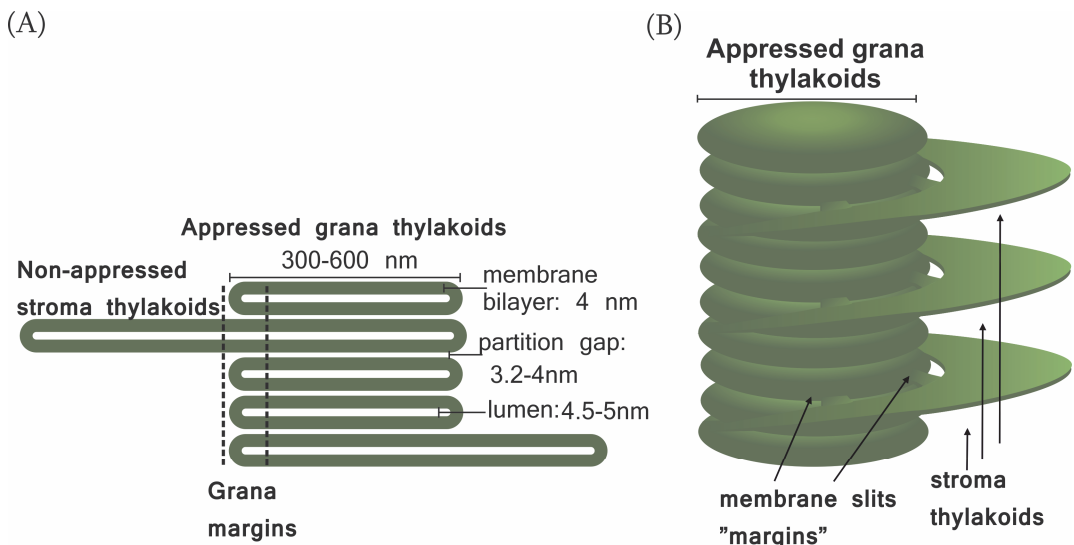 (A)
Appressed grana thylakoids
300-600 nm
Non-appressed
stroma thylakoids
membrane
bilayer: 4 nm
partition gap:
3.2-4nm
lumen:4.5-5nm
Grana
margins
(B)
Appressed grana
thylakoids
membrane slits
”margins”
stroma
thylakoids